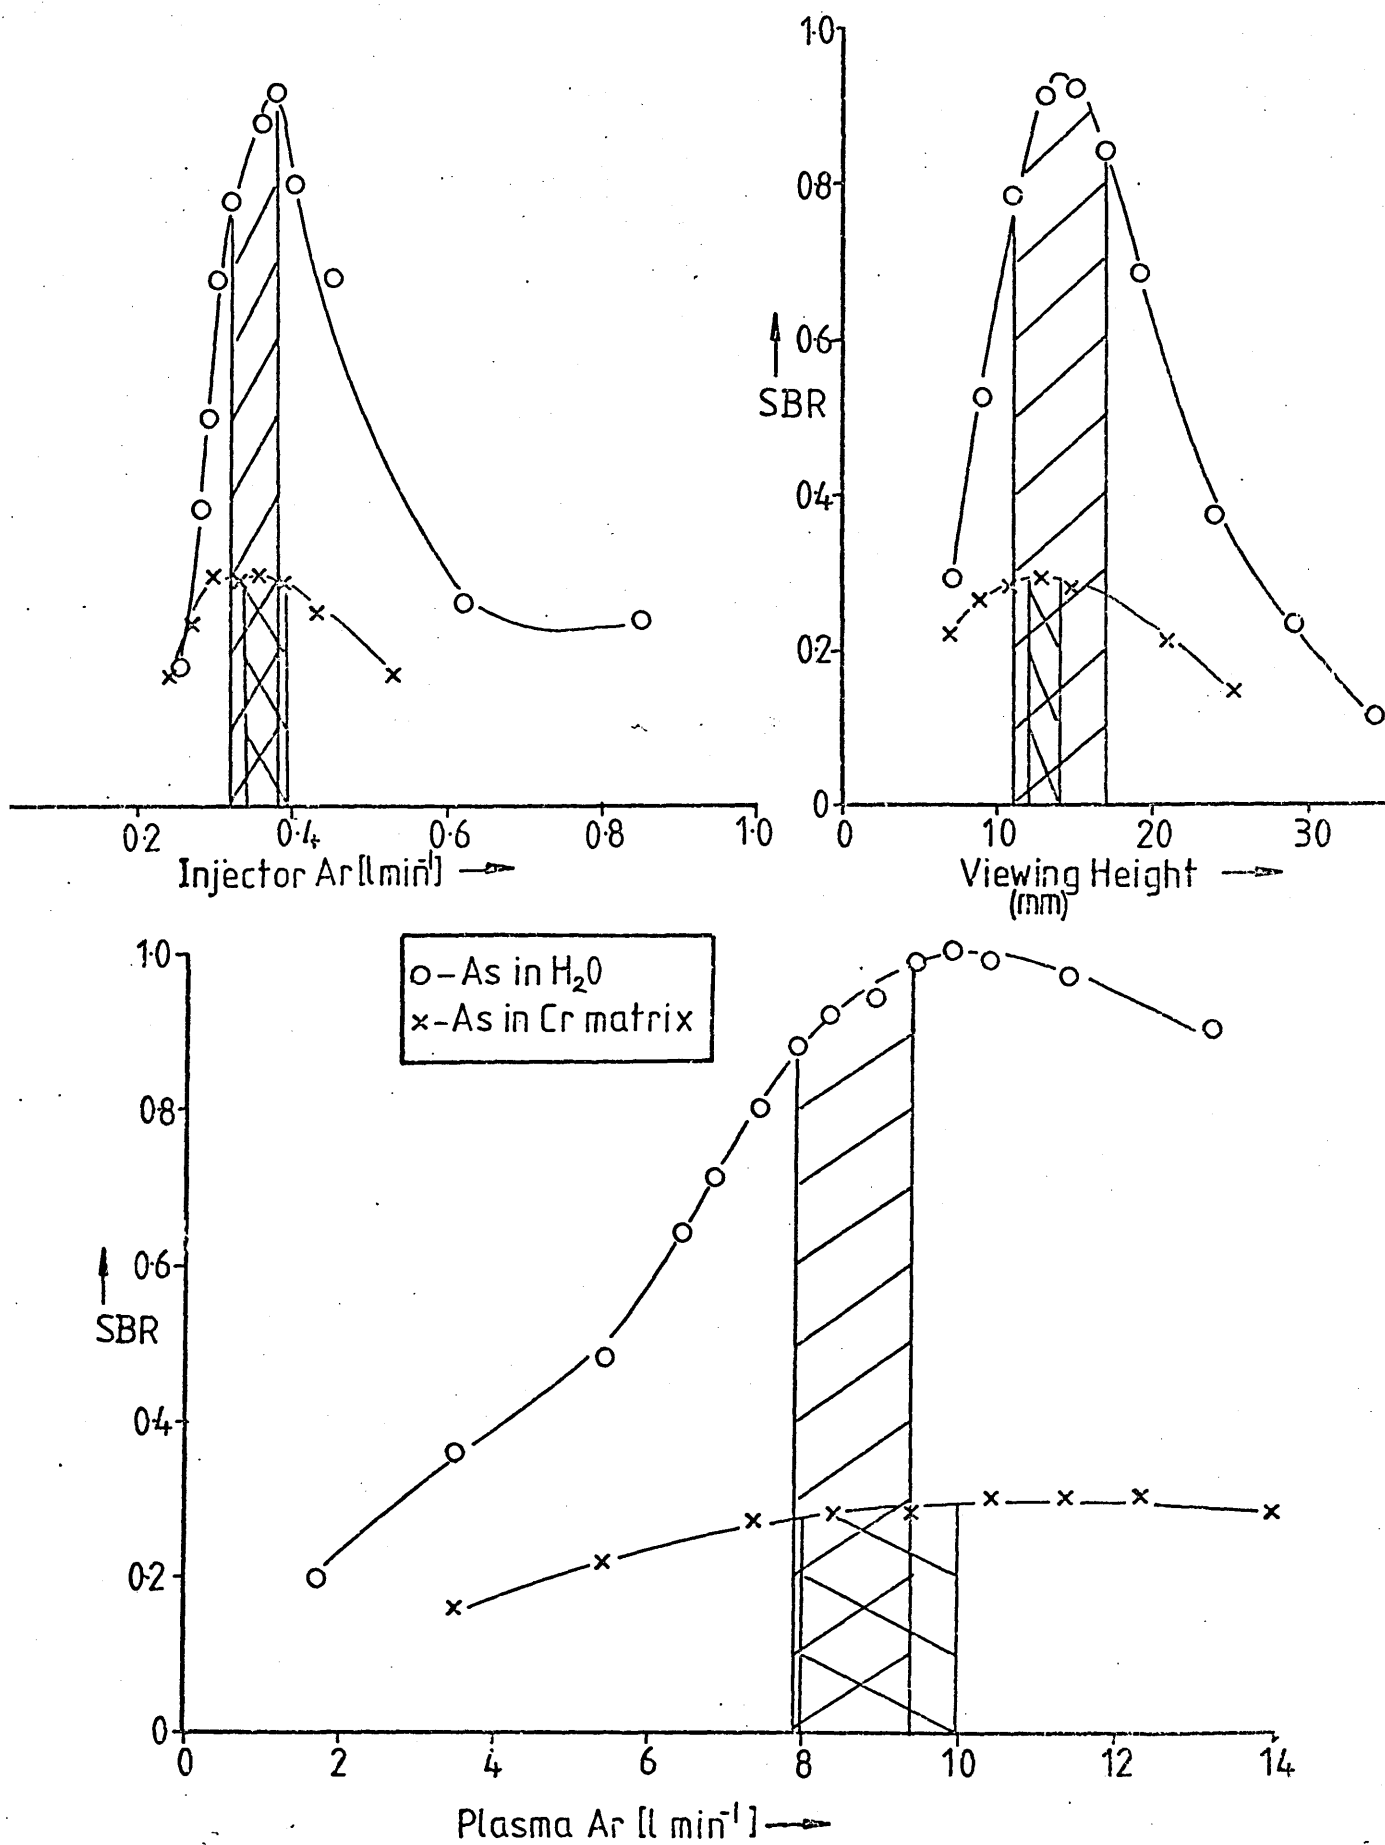 1·0
0·8
0·6
SBR
0·4
0·2
0
0·2 0·4 0·6 0·8 1·0
Injector Ar [l min⁻¹]
0 10 20 30
Viewing Height
(mm)
O – As in H₂O
x – As in Cr matrix
1·0
0·8
0·6
SBR
0·4
0·2
0
0 2 4 6 8 10 12 14
Plasma Ar [l min⁻¹]